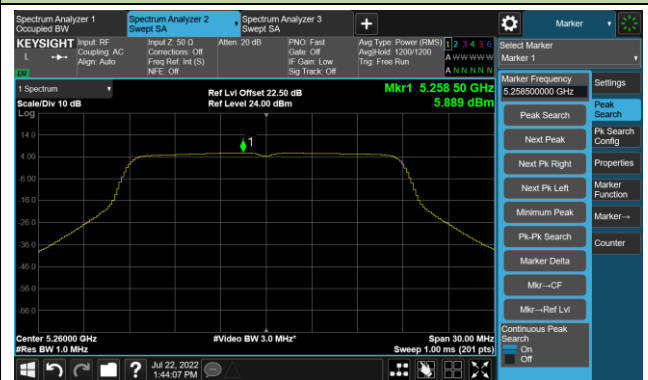 Spectrum Analyzer 1
Occupied BW
Spectrum Analyzer 2
Swept SA
Spectrum Analyzer 3
Swept SA
+
Marker
KEYSIGHT
L
Input: RF
Coupling: AC
Align: Auto
Input Z: 50 Ω
Corrections: Off
Freq Ref: Int (S)
NFE: Off
Atten: 20 dB
PNO: Fast
Gate: Off
IF Gain: Low
Sig Track: Off
Avg Type: Power (RMS)
Avg|Hold: 1200/1200
Trig: Free Run
1 2 3 4 5 6
A W W W W W
A N N N N N
Select Marker
Marker 1
1 Spectrum
Scale/Div 10 dB
Log
Ref Lvl Offset 22.50 dB
Ref Level 24.00 dBm
Mkr1 5.258 50 GHz
5.889 dBm
14.0
4.00
-6.00
-16.0
-26.0
-36.0
-46.0
-56.0
-66.0
1
Center 5.26000 GHz
#Res BW 1.0 MHz
#Video BW 3.0 MHz*
Span 30.00 MHz
Sweep 1.00 ms (201 pts)
Marker Frequency
5.258500000 GHz
Peak Search
Next Peak
Next Pk Right
Next Pk Left
Minimum Peak
Pk-Pk Search
Marker Delta
Mkr→CF
Mkr→Ref Lvl
Continuous Peak
Search
On
Off
Settings
Peak
Search
Pk Search
Config
Properties
Marker
Function
Marker→
Counter
?
Jul 22, 2022
1:44:07 PM